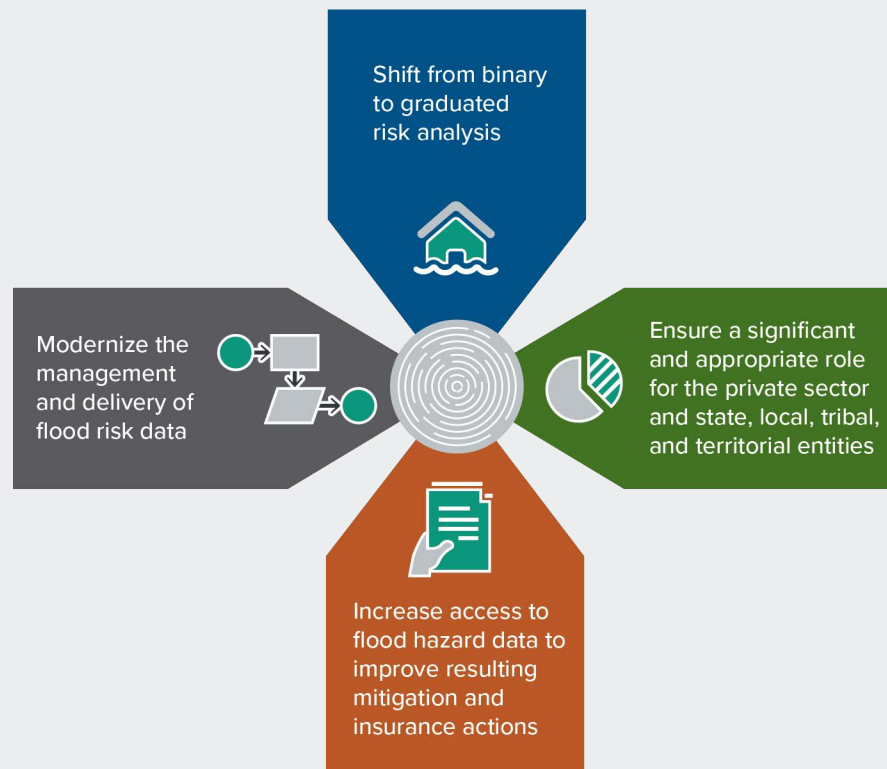 Shift from binary
to graduated
risk analysis
Modernize the
management
and delivery of
flood risk data
Ensure a significant
and appropriate role
for the private sector
and state, local, tribal,
and territorial entities
Increase access to
flood hazard data to
improve resulting
mitigation and
insurance actions